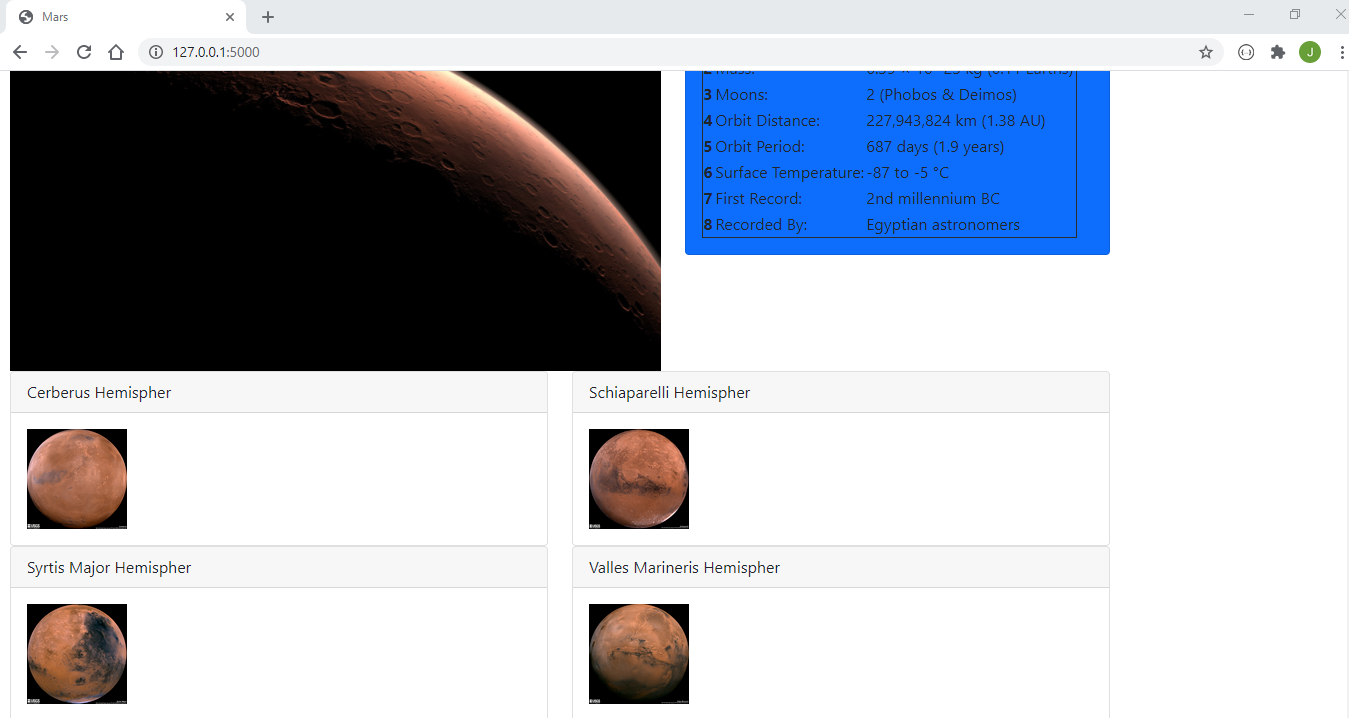 Mars
127.0.0.1:5000
J
2 Mass:
3 Moons: 2 (Phobos & Deimos)
4 Orbit Distance: 227,943,824 km (1.38 AU)
5 Orbit Period: 687 days (1.9 years)
6 Surface Temperature: -87 to -5 °C
7 First Record: 2nd millennium BC
8 Recorded By: Egyptian astronomers
Cerberus Hemispher Schiaparelli Hemispher
Syrtis Major Hemispher Valles Marineris Hemispher